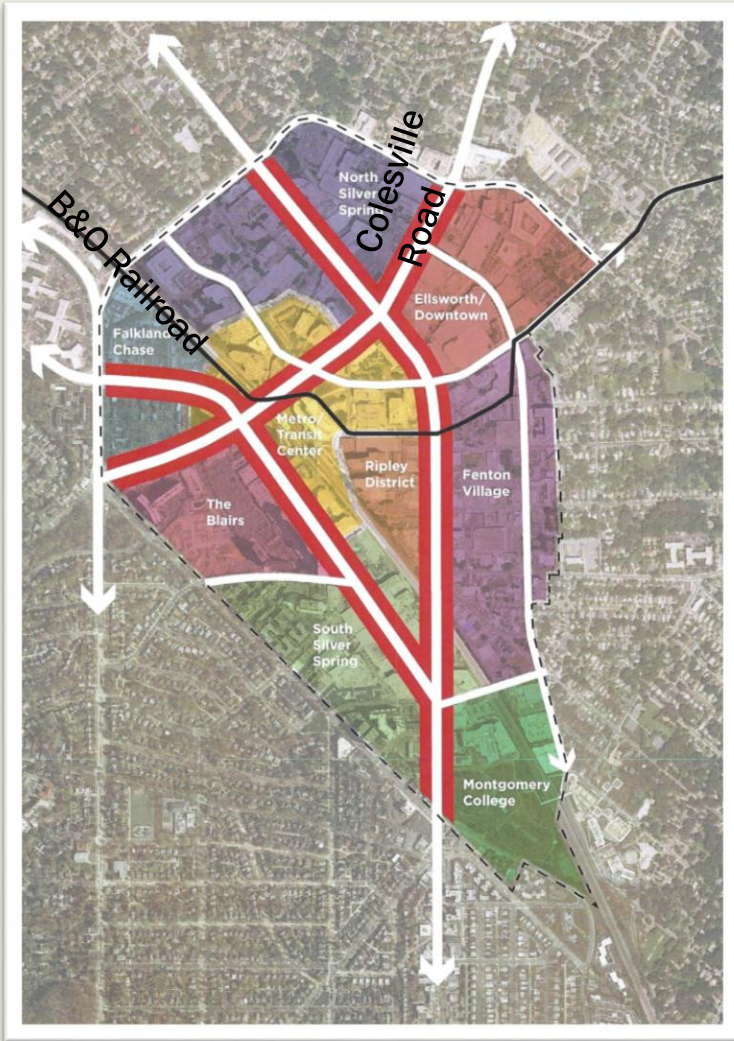 Colesville
Road
North
Silver
Spring
B&O Railroad
Ellsworth/
Downtown
Falkland
Chase
Metro/
Transit
Center
Ripley
District
Fenton
Village
The
Blairs
South
Silver
Spring
Montgomery
College